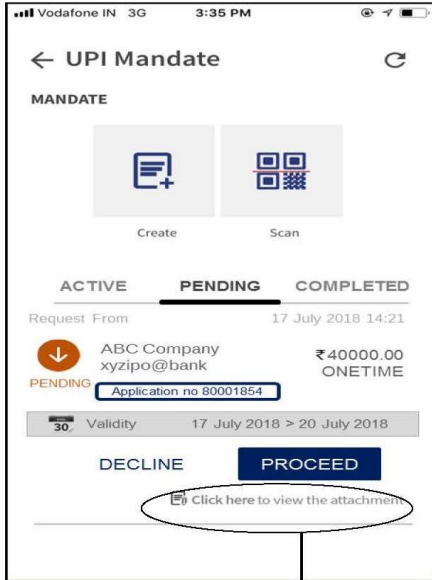 Vodafone IN 3G 3:35 PM
← UPI Mandate
MANDATE
Create Scan
ACTIVE PENDING COMPLETED
Request From 17 July 2018 14:21
ABC Company ₹40000.00
xyzipo@bank ONETIME
PENDING Application no 80001854
30 Validity 17 July 2018 > 20 July 2018
DECLINE PROCEED
Click here to view the attachment